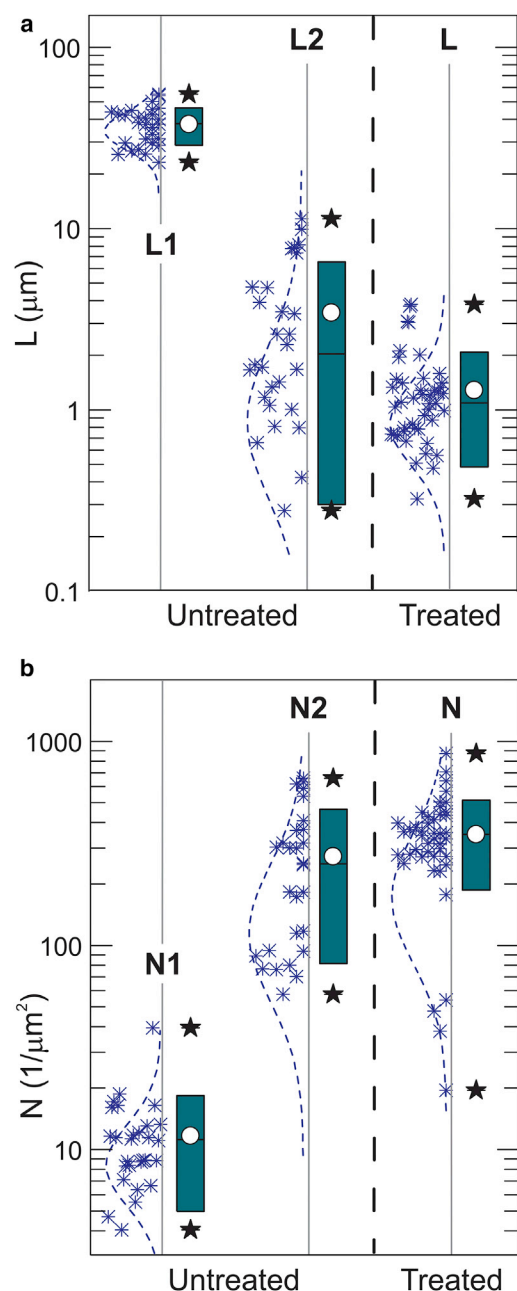 a
L2
L
100
10
1
0.1
L1
L (μm)
Untreated
Treated
b
N2
N
1000
100
10
N1
N (1/μm²)
Untreated
Treated